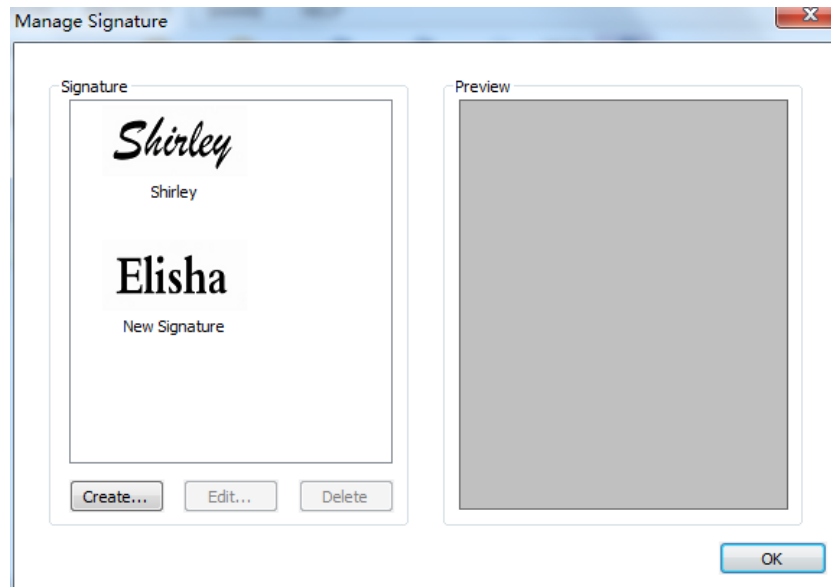 Manage Signature
Signature
Shirley
Shirley
Elisha
New Signature
Create...
Edit...
Delete
Preview
OK